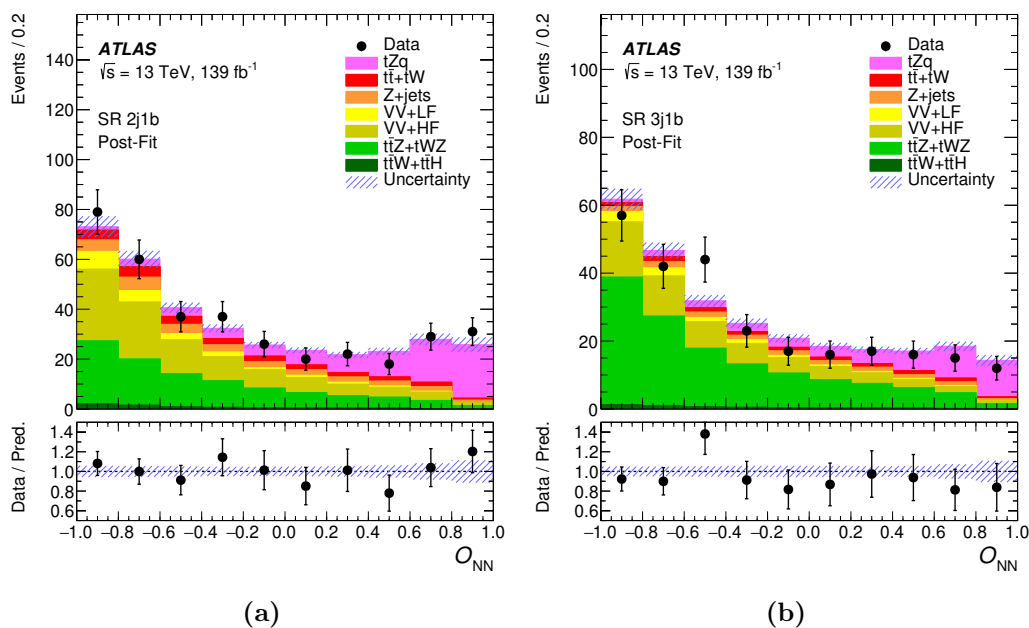 Events / 0.2
140
120
100
80
60
40
20
0
ATLAS
√s = 13 TeV, 139 fb⁻¹
SR 2j1b
Post-Fit
Data
tZq
tt̄+tW
Z+jets
VV+LF
VV+HF
tt̄Z+tWZ
tt̄W+tt̄H
Uncertainty
Data / Pred.
1.4
1.2
1.0
0.8
0.6
−1.0 −0.8 −0.6 −0.4 −0.2 0.0 0.2 0.4 0.6 0.8 1.0
O_NN
(a)
Events / 0.2
100
80
60
40
20
0
ATLAS
√s = 13 TeV, 139 fb⁻¹
SR 3j1b
Post-Fit
Data
tZq
tt̄+tW
Z+jets
VV+LF
VV+HF
tt̄Z+tWZ
tt̄W+tt̄H
Uncertainty
Data / Pred.
1.4
1.2
1.0
0.8
0.6
−1.0 −0.8 −0.6 −0.4 −0.2 0.0 0.2 0.4 0.6 0.8 1.0
O_NN
(b)